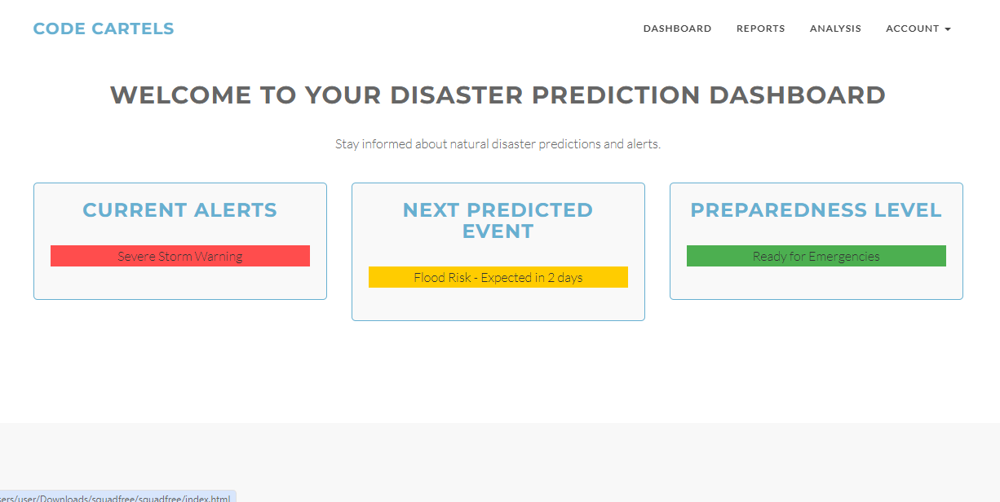 CODE CARTELS
DASHBOARD REPORTS ANALYSIS ACCOUNT
WELCOME TO YOUR DISASTER PREDICTION DASHBOARD
Stay informed about natural disaster predictions and alerts.
CURRENT ALERTS
Severe Storm Warning
NEXT PREDICTED
EVENT
Flood Risk - Expected in 2 days
PREPAREDNESS LEVEL
Ready for Emergencies
sers/user/Downloads/squadfree/squadfree/index.html